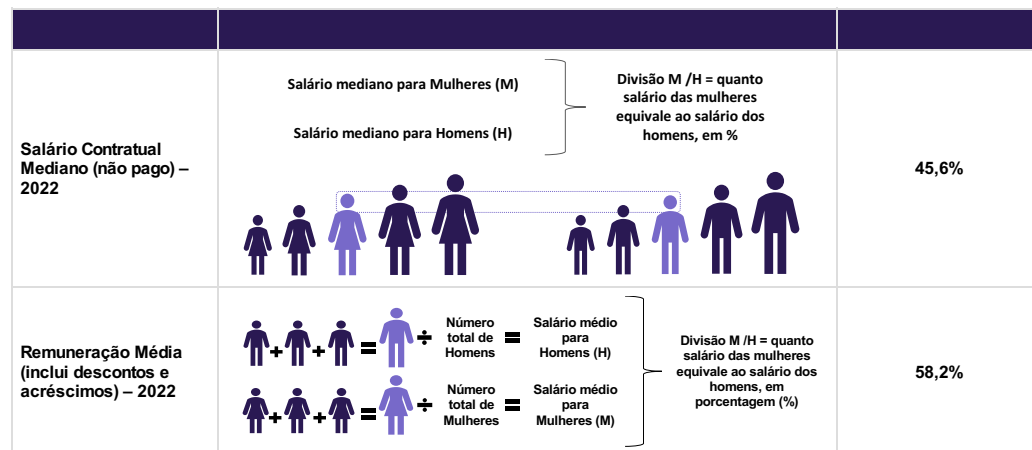 Salário Contratual
Mediano (não pago) –
2022
Salário mediano para Mulheres (M)
Salário mediano para Homens (H)
Divisão M /H = quanto
salário das mulheres
equivale ao salário dos
homens, em %
45,6%
Remuneração Média
(inclui descontos e
acréscimos) – 2022
+ + = ÷
Número
total de
Homens
=
Salário médio
para
Homens (H)
+ + = ÷
Número
total de
Mulheres
=
Salário médio
para
Mulheres (M)
Divisão M /H = quanto
salário das mulheres
equivale ao salário dos
homens, em
porcentagem (%)
58,2%